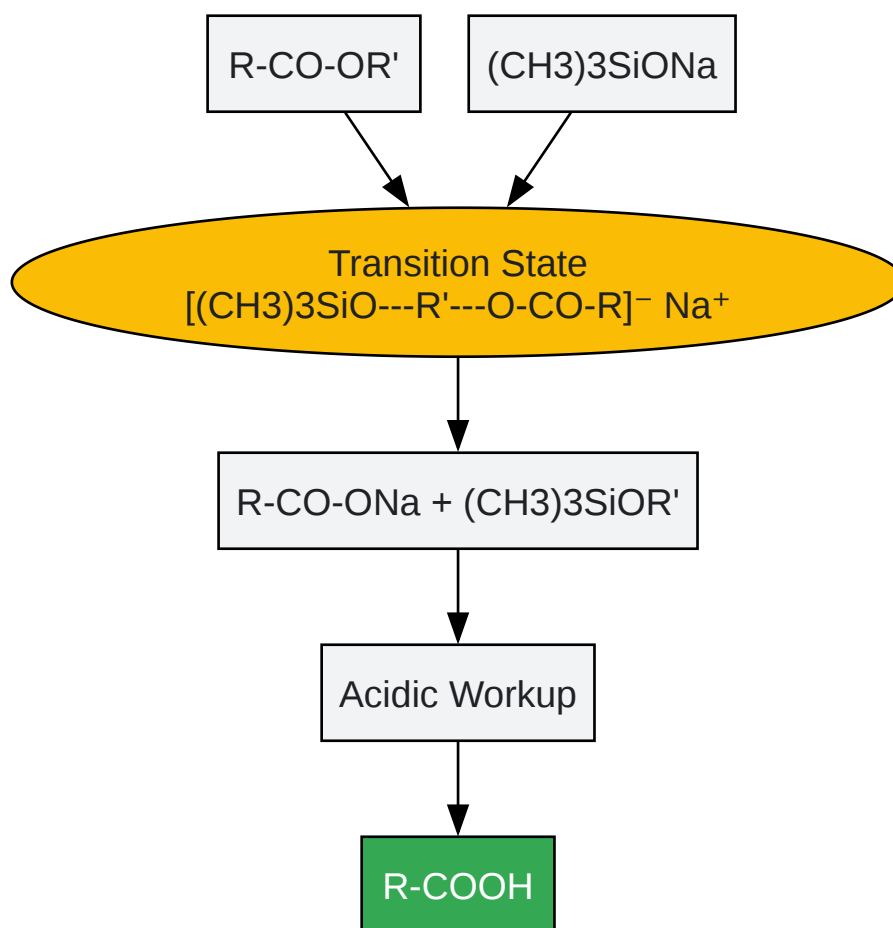 R-CO-OR'
(CH3)3SiONa
Transition State
[(CH3)3SiO---R'---O-CO-R]⁻ Na⁺
R-CO-ONa + (CH3)3SiOR'
Acidic Workup
R-COOH